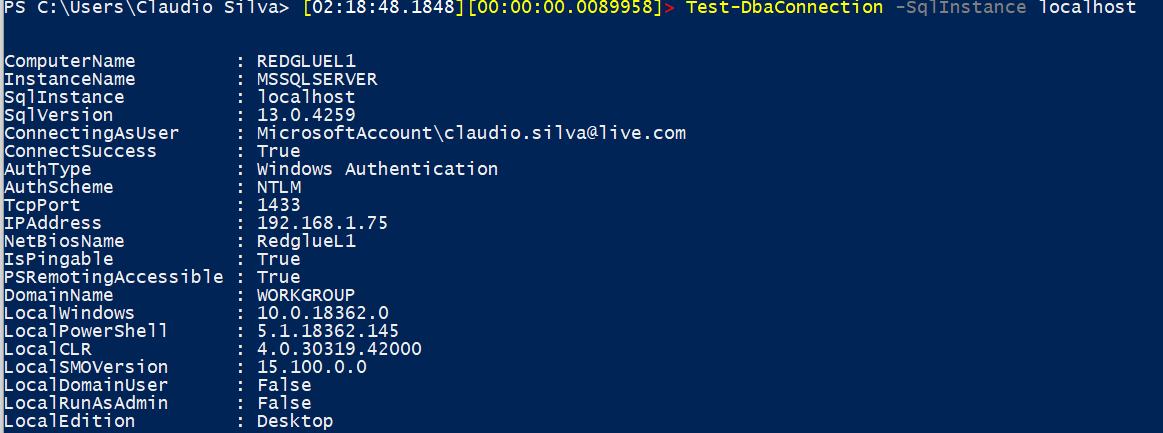 PS C:\Users\Claudio Silva> [02:18:48.1848][00:00:00.0089958]> Test-DbaConnection -SqlInstance localhost
ComputerName : REDGLUEL1
InstanceName : MSSQLSERVER
SqlInstance : localhost
SqlVersion : 13.0.4259
ConnectingAsUser : MicrosoftAccount\claudio.silva@live.com
ConnectSuccess : True
AuthType : Windows Authentication
AuthScheme : NTLM
TcpPort : 1433
IPAddress : 192.168.1.75
NetBiosName : RedglueL1
IsPingable : True
PSRemotingAccessible : True
DomainName : WORKGROUP
LocalWindows : 10.0.18362.0
LocalPowerShell : 5.1.18362.145
LocalCLR : 4.0.30319.42000
LocalSMOVersion : 15.100.0.0
LocalDomainUser : False
LocalRunAsAdmin : False
LocalEdition : Desktop